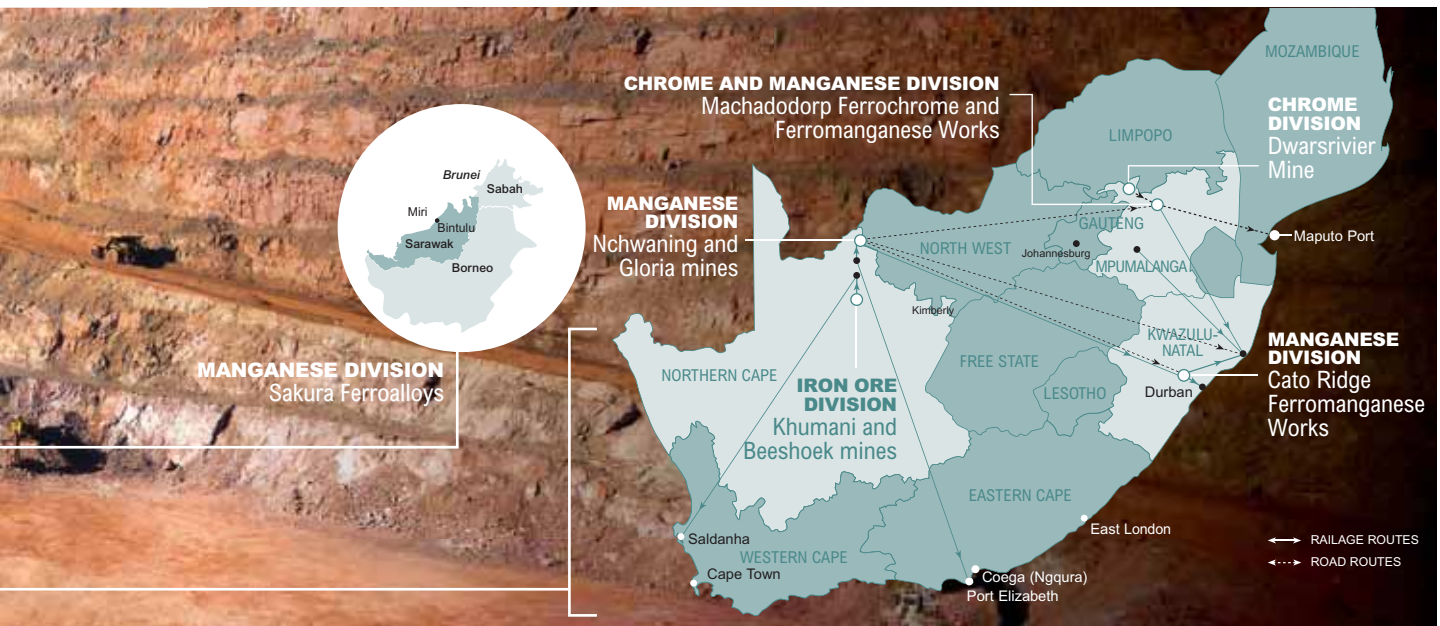 CHROME AND MANGANESE DIVISION
Machadodorp Ferrochrome and
Ferromanganese Works
MOZAMBIQUE
CHROME
DIVISION
Dwarsrivier
Mine
LIMPOPO
Brunei
Sabah
Miri
Bintulu
Sarawak
Borneo
MANGANESE
DIVISION
Nchwaning and
Gloria mines
GAUTENG
NORTH WEST
Johannesburg
MPUMALANGA
Maputo Port
Kimberly
KWAZULU-
NATAL
MANGANESE
DIVISION
Cato Ridge
Ferromanganese
Works
MANGANESE DIVISION
Sakura Ferroalloys
NORTHERN CAPE
IRON ORE
DIVISION
Khumani and
Beeshoek mines
FREE STATE
LESOTHO
Durban
EASTERN CAPE
East London
Saldanha
WESTERN CAPE
Cape Town
Coega (Ngqura)
Port Elizabeth
RAILAGE ROUTES
ROAD ROUTES